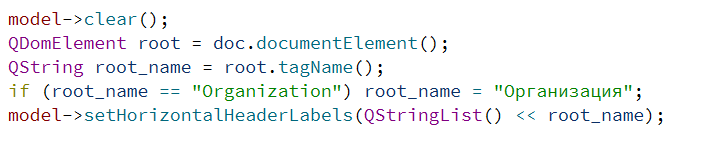 model->clear();
QDomElement root = doc.documentElement();
QString root_name = root.tagName();
if (root_name == "Organization") root_name = "Организация";
model->setHorizontalHeaderLabels(QStringList() << root_name);